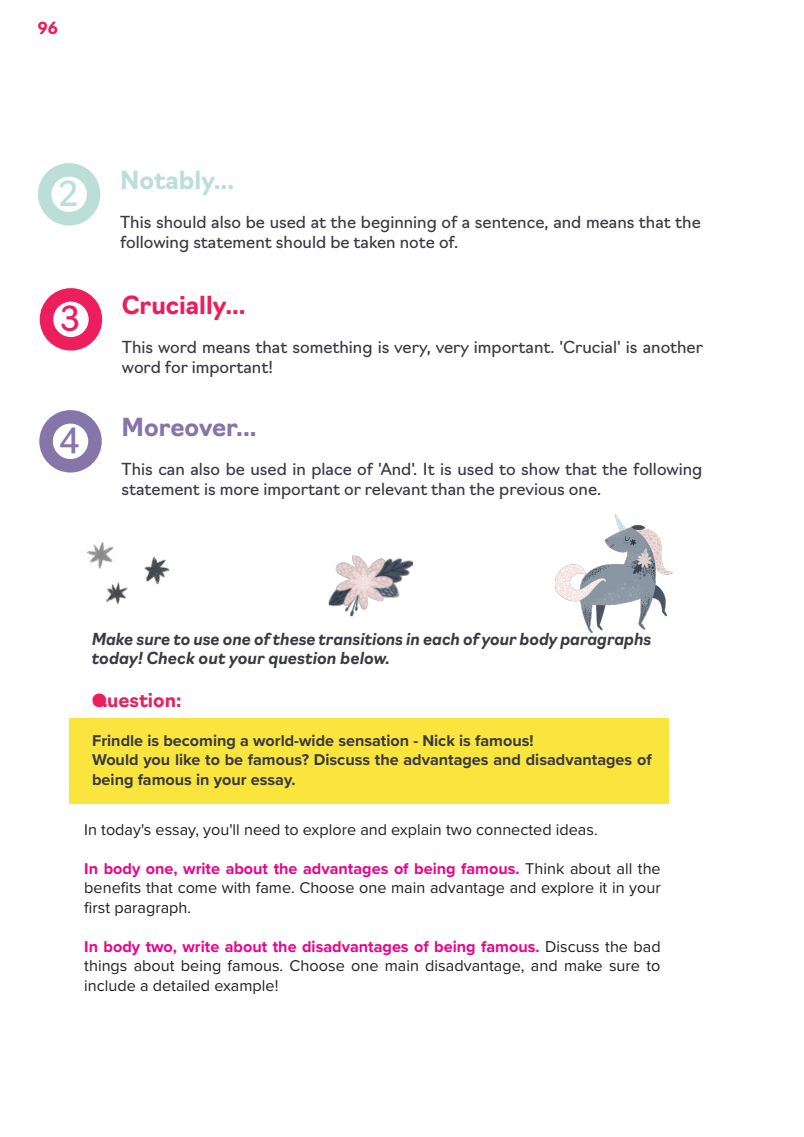 96
2
Notably...
This should also be used at the beginning of a sentence, and means that the
following statement should be taken note of.
3
Crucially...
This word means that something is very, very important. 'Crucial' is another
word for important!
4
Moreover...
This can also be used in place of 'And'. It is used to show that the following
statement is more important or relevant than the previous one.
Make sure to use one of these transitions in each of your body paragraphs
today! Check out your question below.
Question:
Frindle is becoming a world-wide sensation - Nick is famous!
Would you like to be famous? Discuss the advantages and disadvantages of
being famous in your essay.
In today's essay, you'll need to explore and explain two connected ideas.
In body one, write about the advantages of being famous. Think about all the
benefits that come with fame. Choose one main advantage and explore it in your
first paragraph.
In body two, write about the disadvantages of being famous. Discuss the bad
things about being famous. Choose one main disadvantage, and make sure to
include a detailed example!